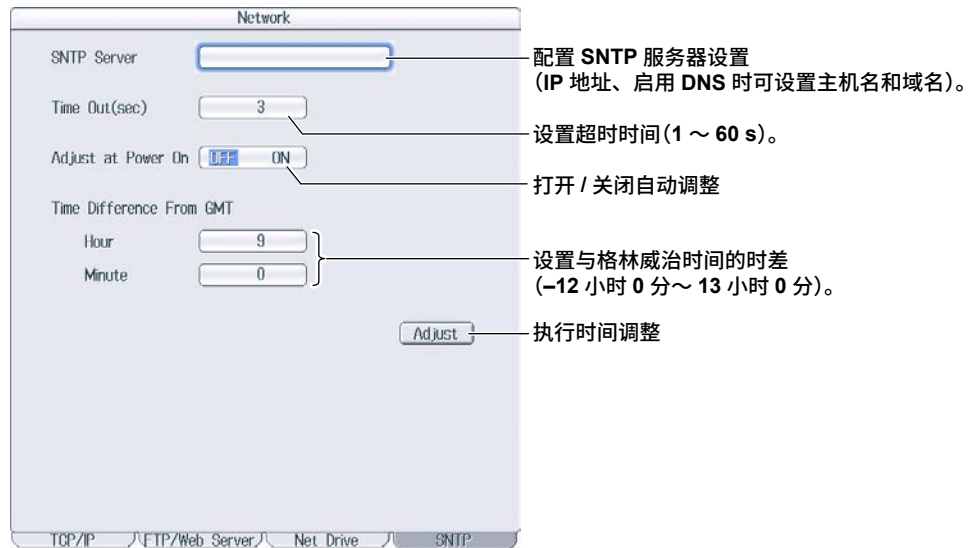 Network
SNTP Server
配置 SNTP 服务器设置
（IP 地址、启用 DNS 时可设置主机名和域名）。
Time Out(sec) 3
设置超时时间（1 ～ 60 s）。
Adjust at Power On OFF ON
打开 / 关闭自动调整
Time Difference From GMT
Hour 9
Minute 0
设置与格林威治时间的时差
（–12 小时 0 分～ 13 小时 0 分）。
Adjust
执行时间调整
TCP/IP FTP/Web Server Net Drive SNTP